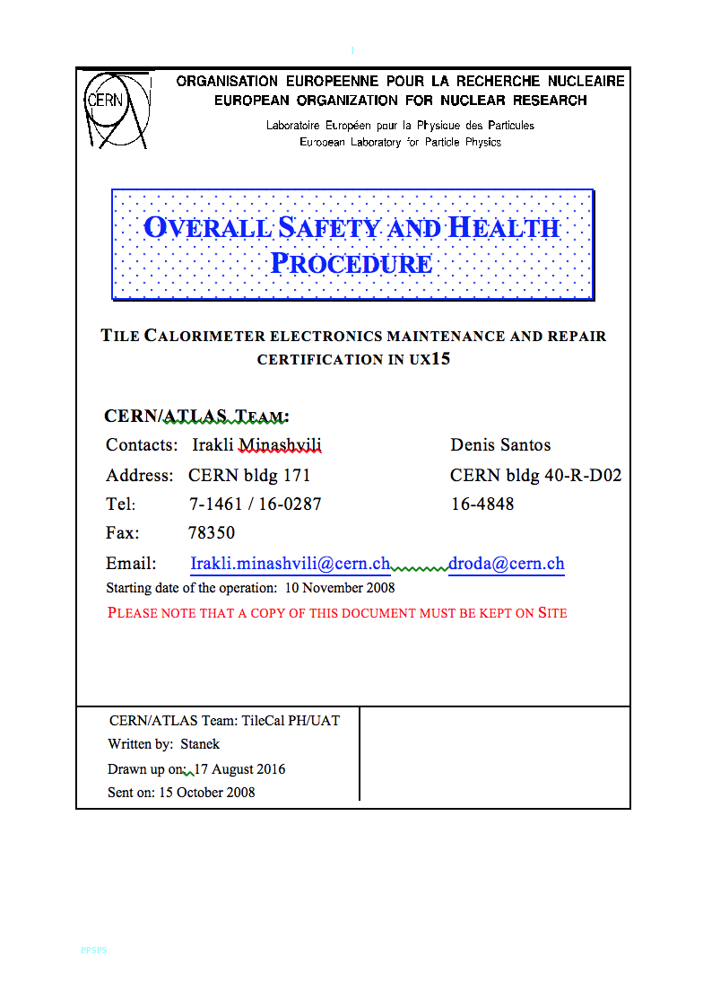 1
CERN
ORGANISATION EUROPEENNE POUR LA RECHERCHE NUCLEAIRE
EUROPEAN ORGANIZATION FOR NUCLEAR RESEARCH
Laboratoire Européen pour la Physique des Particules
European Laboratory for Particle Physics
OVERALL SAFETY AND HEALTH
PROCEDURE
TILE CALORIMETER ELECTRONICS MAINTENANCE AND REPAIR
CERTIFICATION IN UX15
CERN/ATLAS TEAM:
Contacts: Irakli Minashvili Denis Santos
Address: CERN bldg 171 CERN bldg 40-R-D02
Tel: 7-1461 / 16-0287 16-4848
Fax: 78350
Email: Irakli.minashvili@cern.ch droda@cern.ch
Starting date of the operation: 10 November 2008
PLEASE NOTE THAT A COPY OF THIS DOCUMENT MUST BE KEPT ON SITE
CERN/ATLAS Team: TileCal PH/UAT
Written by: Stanek
Drawn up on: 17 August 2016
Sent on: 15 October 2008
PPSPS